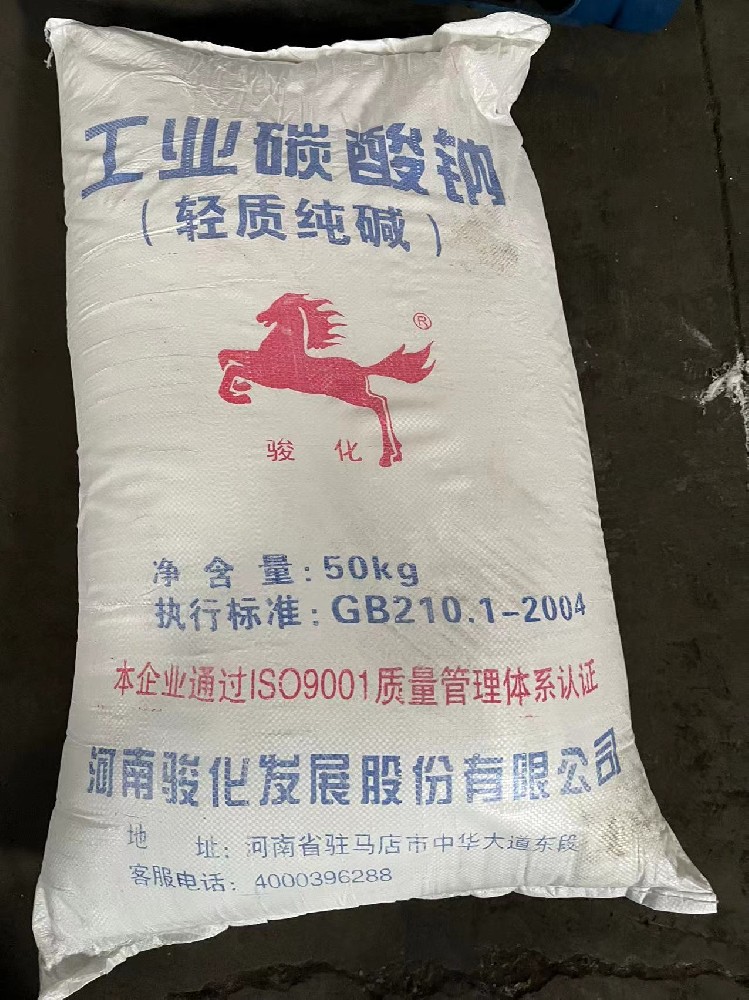 工业碳酸钠
（轻质纯碱）
®
骏化
净含量：50kg
执行标准：GB210.1-2004
本企业通过ISO9001质量管理体系认证
河南骏化发展股份有限公司
地址：河南省驻马店市中华大道东段
客服电话：4000396288